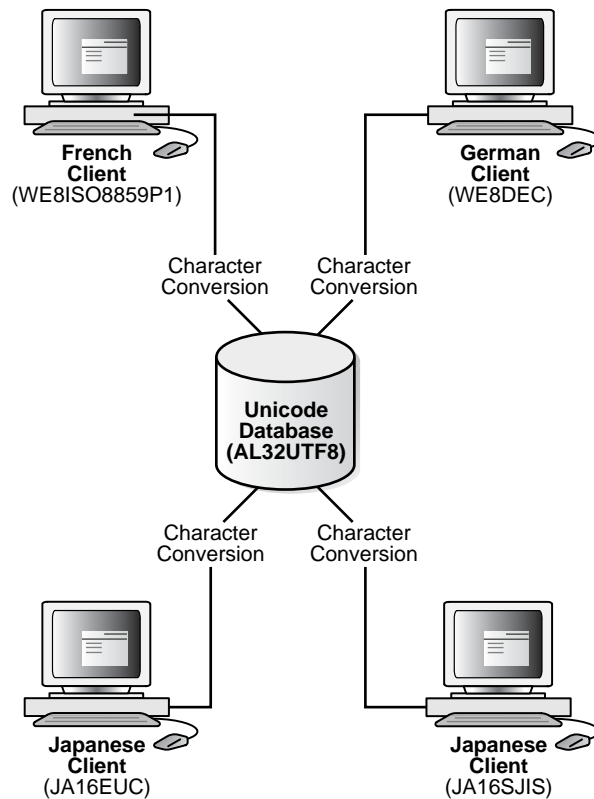 French
Client
(WE8ISO8859P1)
German
Client
(WE8DEC)
Character
Conversion
Character
Conversion
Unicode
Database
(AL32UTF8)
Character
Conversion
Character
Conversion
Japanese
Client
(JA16EUC)
Japanese
Client
(JA16SJIS)